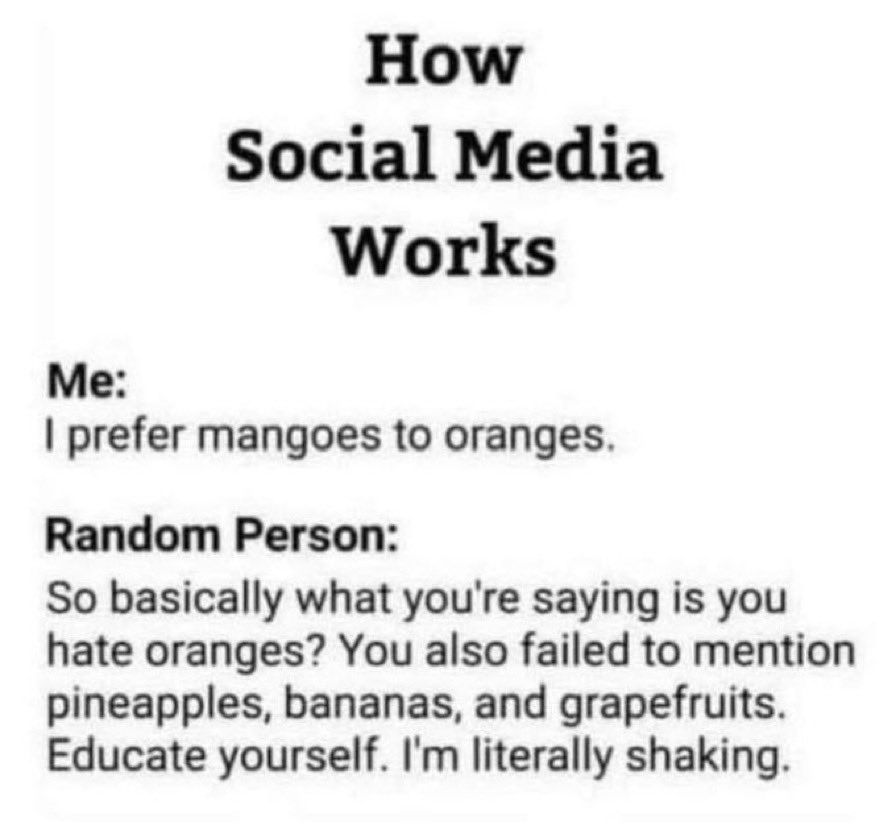 How
Social Media
Works
Me:
I prefer mangoes to oranges.
Random Person:
So basically what you're saying is you
hate oranges? You also failed to mention
pineapples, bananas, and grapefruits.
Educate yourself. I'm literally shaking.